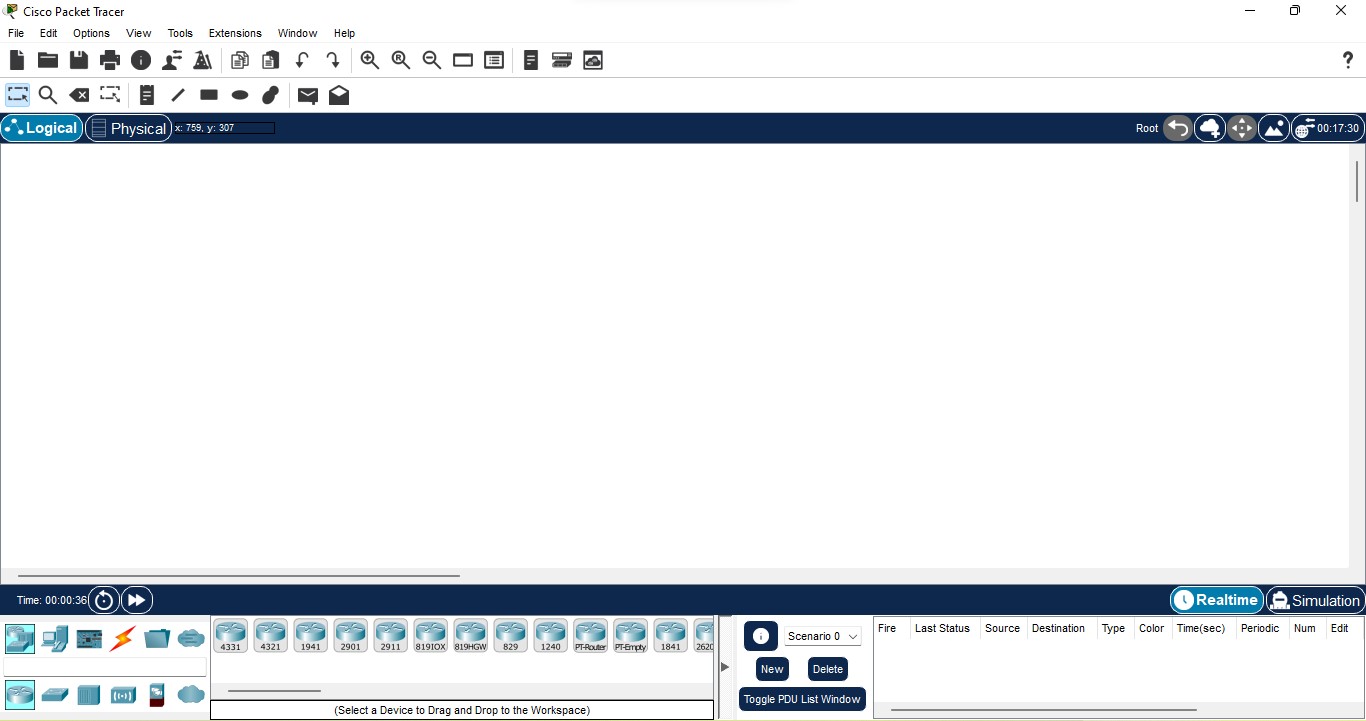 Cisco Packet Tracer
File Edit Options View Tools Extensions Window Help
Logical Physical x: 759, y: 307 Root 00:17:30
Time: 00:00:36 Realtime Simulation
4331 4321 1941 2901 2911 819IOX 819HGW 829 1240 PT-Router PT-Empty 1841 2620
(Select a Device to Drag and Drop to the Workspace)
Scenario 0
New Delete
Toggle PDU List Window
Fire Last Status Source Destination Type Color Time(sec) Periodic Num Edit